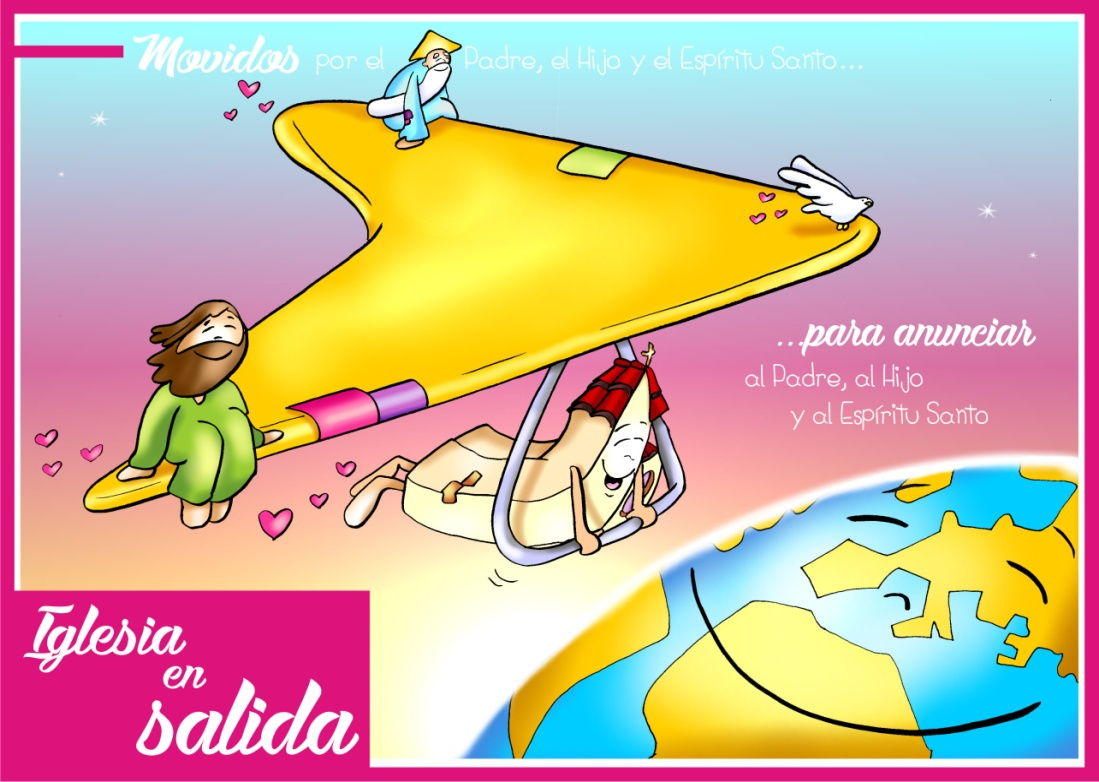 Movidos por el Padre, el Hijo y el Espíritu Santo...
...para anunciar
al Padre, al Hijo
y al Espíritu Santo
Iglesia
en
salida